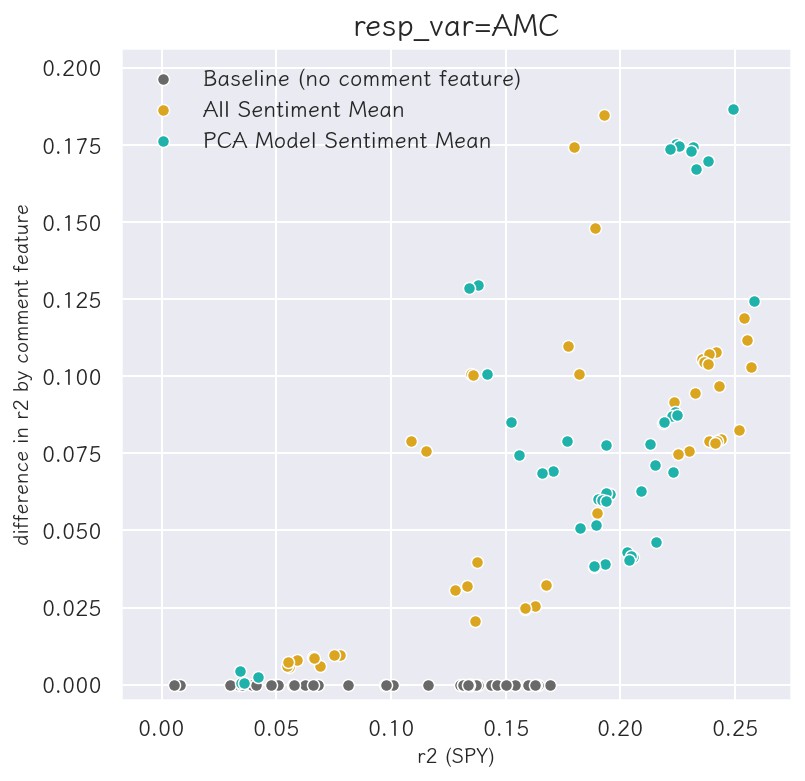 resp_var=AMC
Baseline (no comment feature)
All Sentiment Mean
PCA Model Sentiment Mean
difference in r2 by comment feature
0.200
0.175
0.150
0.125
0.100
0.075
0.050
0.025
0.000
0.00 0.05 0.10 0.15 0.20 0.25
r2 (SPY)